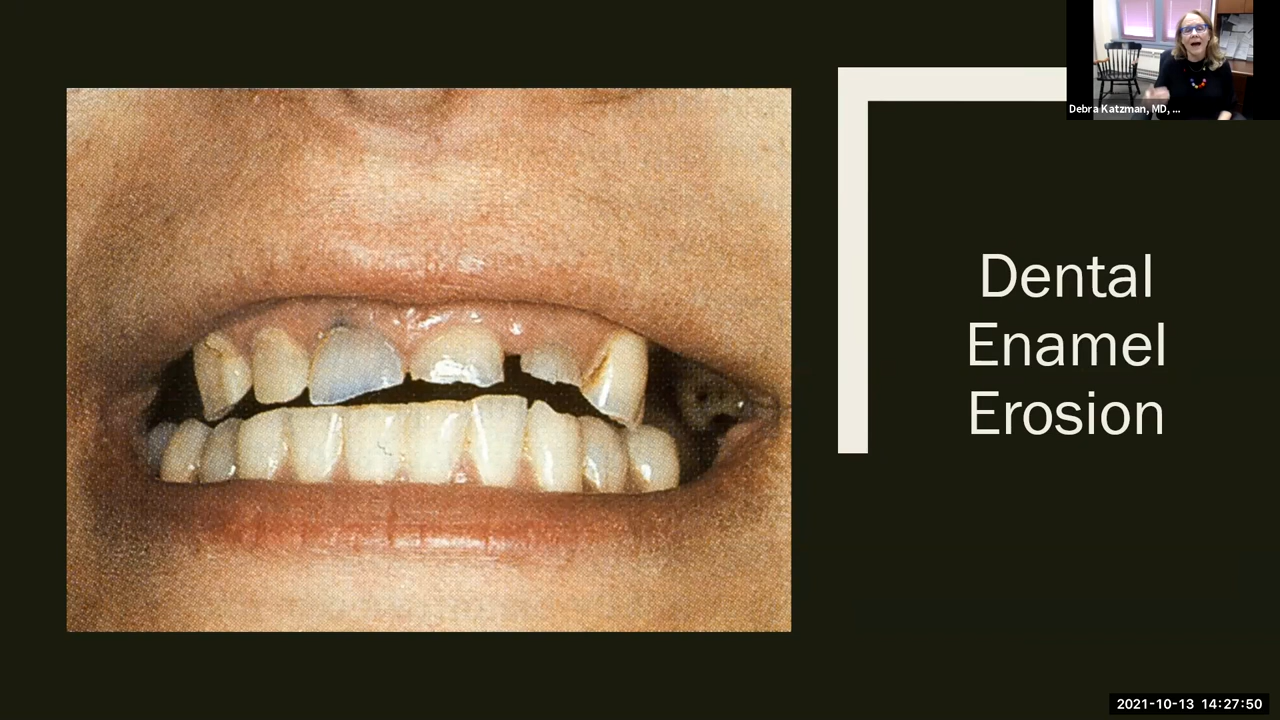 Debra Katzman, MD, ...
Dental
Enamel
Erosion
2021-10-13 14:27:50